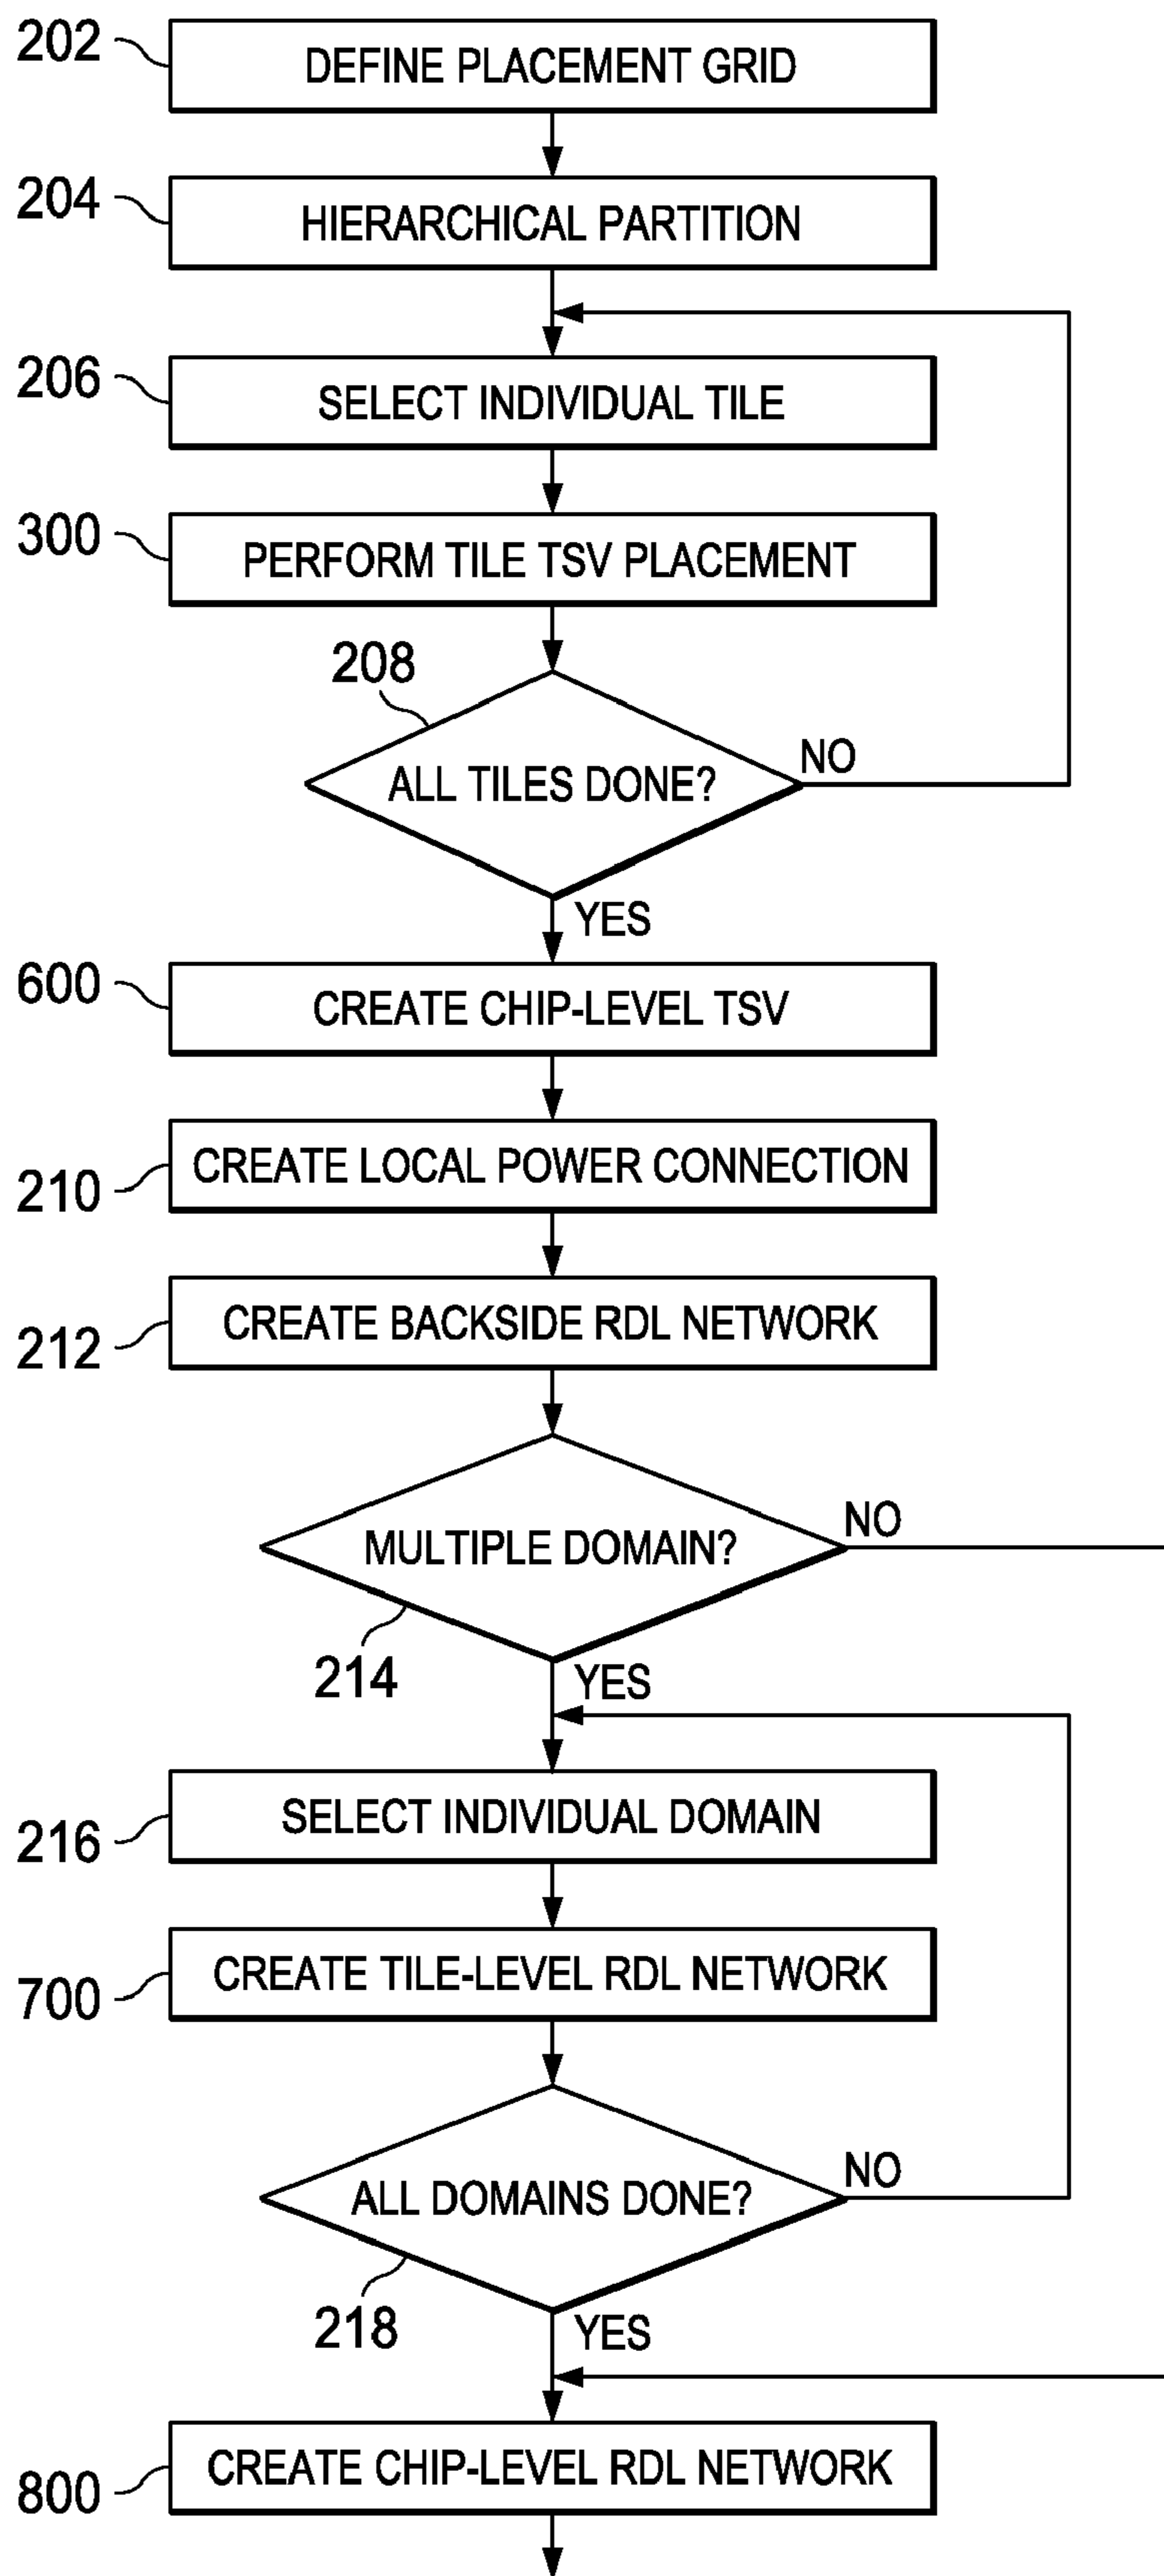 202
DEFINE PLACEMENT GRID
204
HIERARCHICAL PARTITION
206
SELECT INDIVIDUAL TILE
300
PERFORM TILE TSV PLACEMENT
208
ALL TILES DONE?
NO
YES
600
CREATE CHIP-LEVEL TSV
210
CREATE LOCAL POWER CONNECTION
212
CREATE BACKSIDE RDL NETWORK
MULTIPLE DOMAIN?
NO
214
YES
216
SELECT INDIVIDUAL DOMAIN
700
CREATE TILE-LEVEL RDL NETWORK
ALL DOMAINS DONE?
NO
218
YES
800
CREATE CHIP-LEVEL RDL NETWORK